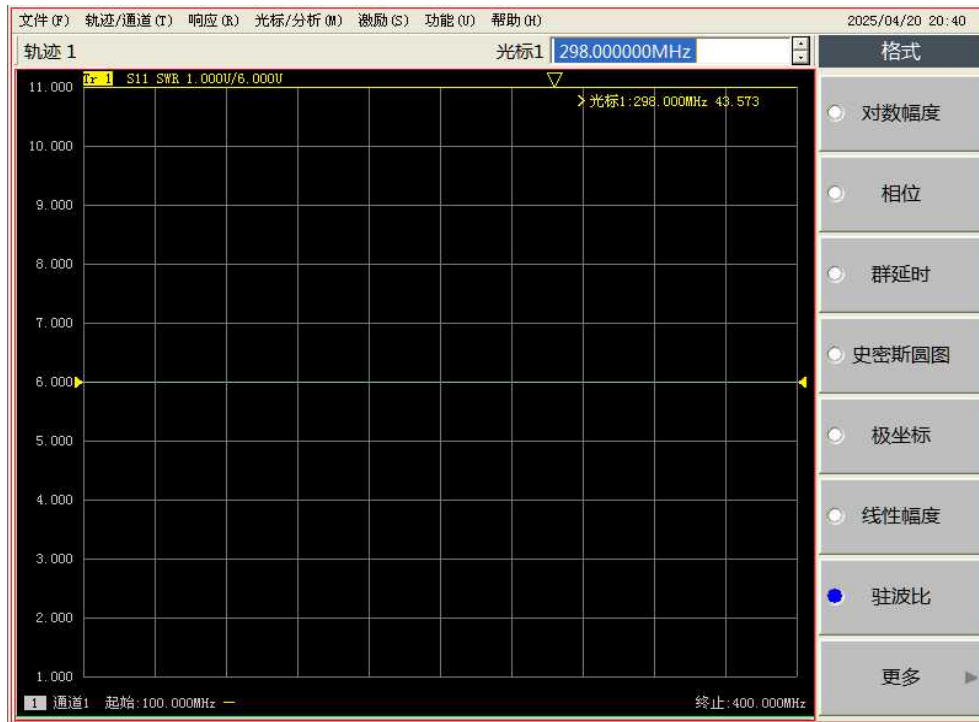 文件(F) 轨迹/通道(T) 响应(R) 光标/分析(M) 激励(S) 功能(U) 帮助(H) 2025/04/20 20:40
轨迹 1 光标1 298.000000MHz 格式
Tr 1 S11 SWR 1.000U/6.000U
11.000
>光标1:298.000MHz 43.573
对数幅度
10.000
相位
9.000
8.000
群延时
7.000
史密斯圆图
6.000
极坐标
5.000
4.000
线性幅度
3.000
驻波比
2.000
1.000
更多
1 通道1 起始:100.000MHz 终止:400.000MHz